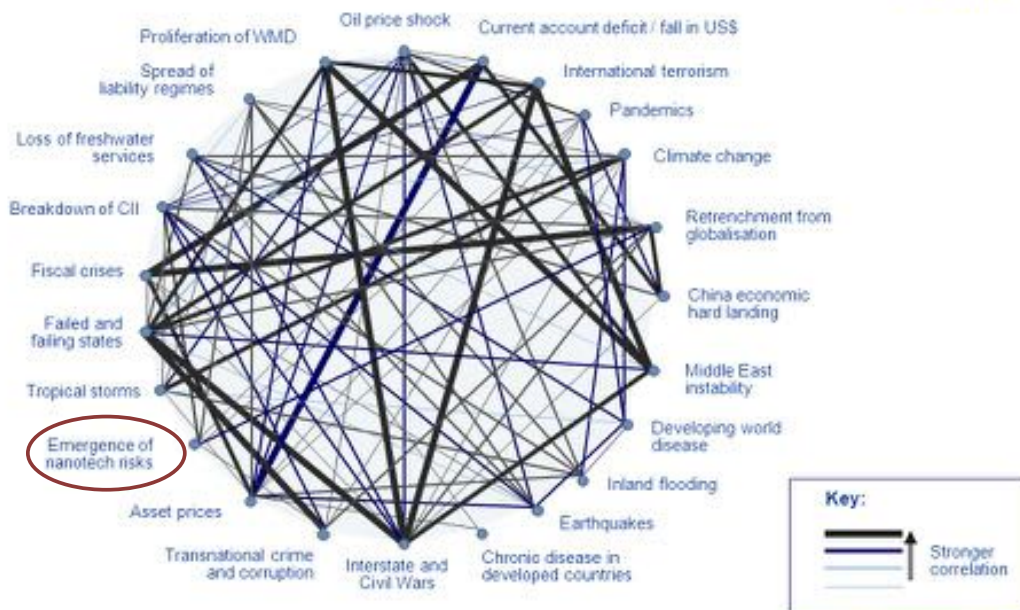 Oil price shock
Current account deficit / fall in US$
Proliferation of WMD
International terrorism
Spread of
liability regimes
Pandemics
Loss of freshwater
services
Climate change
Breakdown of CII
Retrenchment from
globalisation
Fiscal crises
China economic
hard landing
Failed and
failing states
Middle East
instability
Tropical storms
Developing world
disease
Emergence of
nanotech risks
Inland flooding
Asset prices
Earthquakes
Transnational crime
and corruption
Interstate and
Civil Wars
Chronic disease in
developed countries
Key:
Stronger
correlation